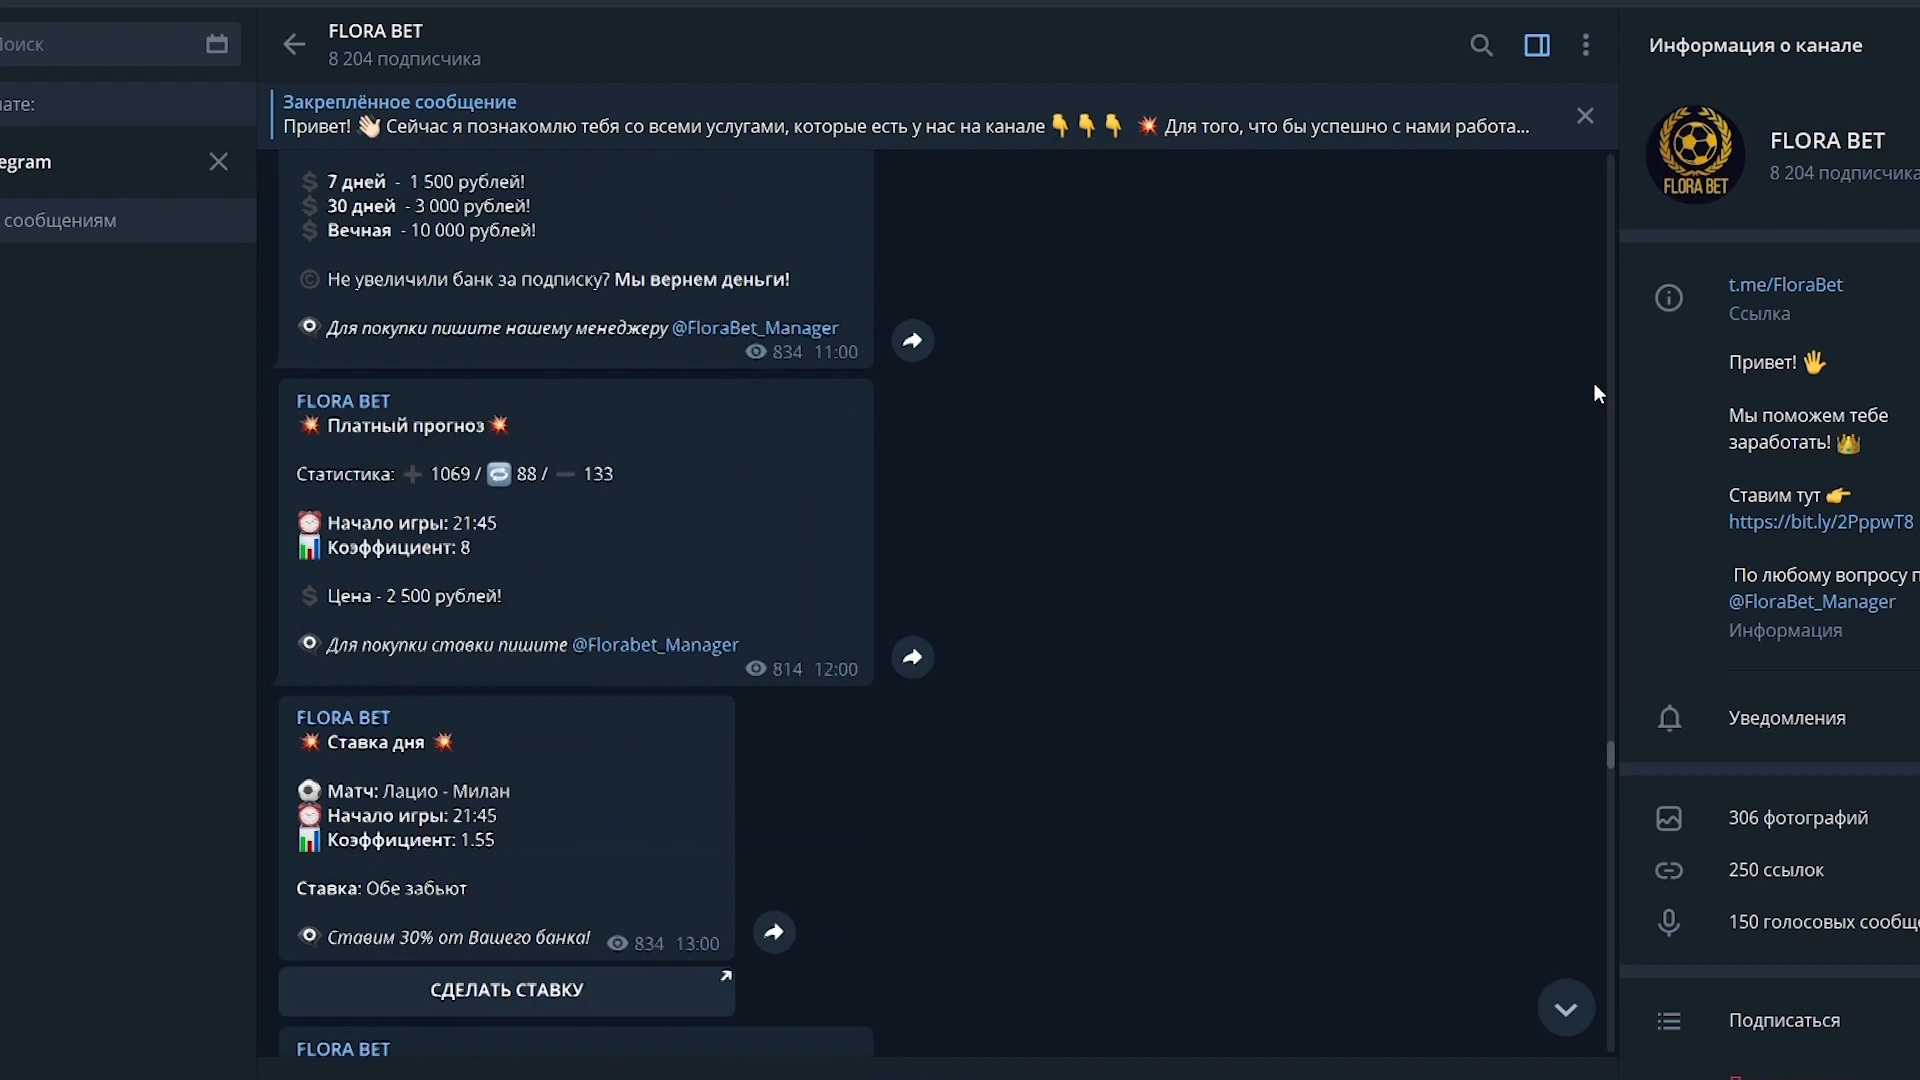 Поиск
ате:
egram
сообщениям
FLORA BET
8 204 подписчика
Закреплённое сообщение
Привет! 👋🏻 Сейчас я познакомлю тебя со всеми услугами, которые есть у нас на канале 👇👇👇 💥 Для того, что бы успешно с нами работа...
7 дней - 1 500 рублей!
30 дней - 3 000 рублей!
Вечная - 10 000 рублей!
© Не увеличили банк за подписку? Мы вернем деньги!
Для покупки пишите нашему менеджеру @FloraBet_Manager
834 11:00
FLORA BET
💥 Платный прогноз 💥
Статистика: ➕ 1069 / 🔁 88 / ➖ 133
Начало игры: 21:45
Коэффициент: 8
Цена - 2 500 рублей!
Для покупки ставки пишите @Florabet_Manager
814 12:00
FLORA BET
💥 Ставка дня 💥
Матч: Лацио - Милан
Начало игры: 21:45
Коэффициент: 1.55
Ставка: Обе забьют
Ставим 30% от Вашего банка!
834 13:00
СДЕЛАТЬ СТАВКУ
FLORA BET
Информация о канале
FLORA BET
FLORA BET
8 204 подписчика
t.me/FloraBet
Ссылка
Привет! 🖐
Мы поможем тебе
заработать! 👑
Ставим тут 👉
https://bit.ly/2PppwT8
По любому вопросу п
@FloraBet_Manager
Информация
Уведомления
306 фотографий
250 ссылок
150 голосовых сообще
Подписаться